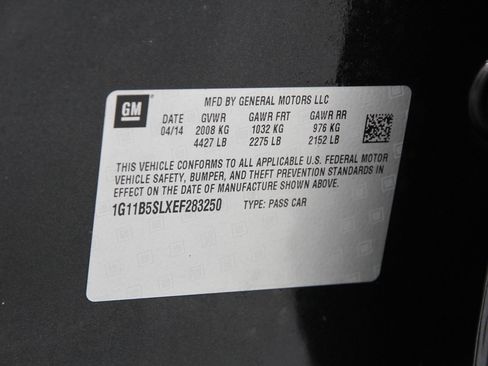 GM
MFD BY GENERAL MOTORS LLC
DATE GVWR GAWR FRT GAWR RR
04/14 2008 KG 1032 KG 976 KG
4427 LB 2275 LB 2152 LB
THIS VEHICLE CONFORMS TO ALL APPLICABLE U.S. FEDERAL MOTOR
VEHICLE SAFETY, BUMPER, AND THEFT PREVENTION STANDARDS IN
EFFECT ON THE DATE OF MANUFACTURE SHOWN ABOVE.
1G11B5SLXEF283250 TYPE: PASS CAR